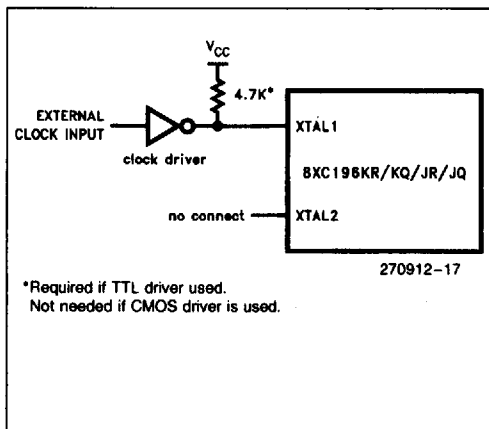 VCC
4.7K*
EXTERNAL
CLOCK INPUT
clock driver
XTAL1
8XC196KR/KQ/JR/JQ
no connect
XTAL2
270912-17
*Required if TTL driver used.
Not needed if CMOS driver is used.